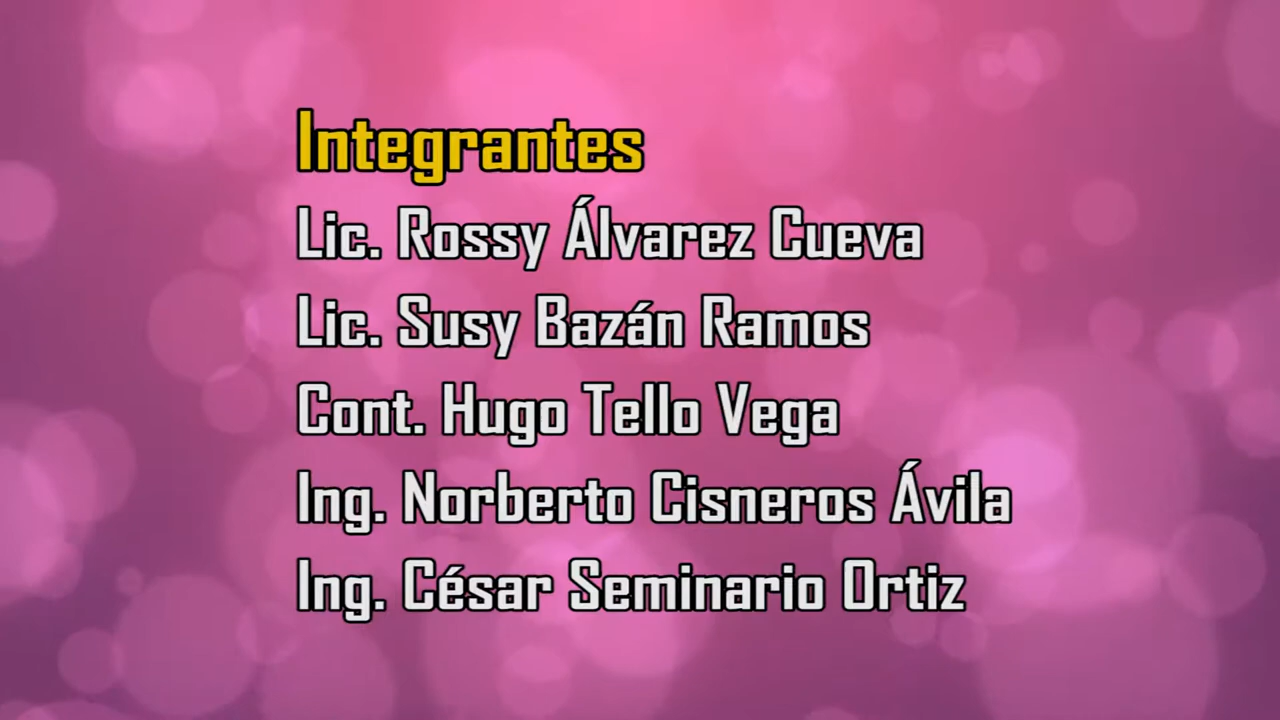 Integrantes
Lic. Rossy Álvarez Cueva
Lic. Susy Bazán Ramos
Cont. Hugo Tello Vega
Ing. Norberto Cisneros Ávila
Ing. César Seminario Ortiz